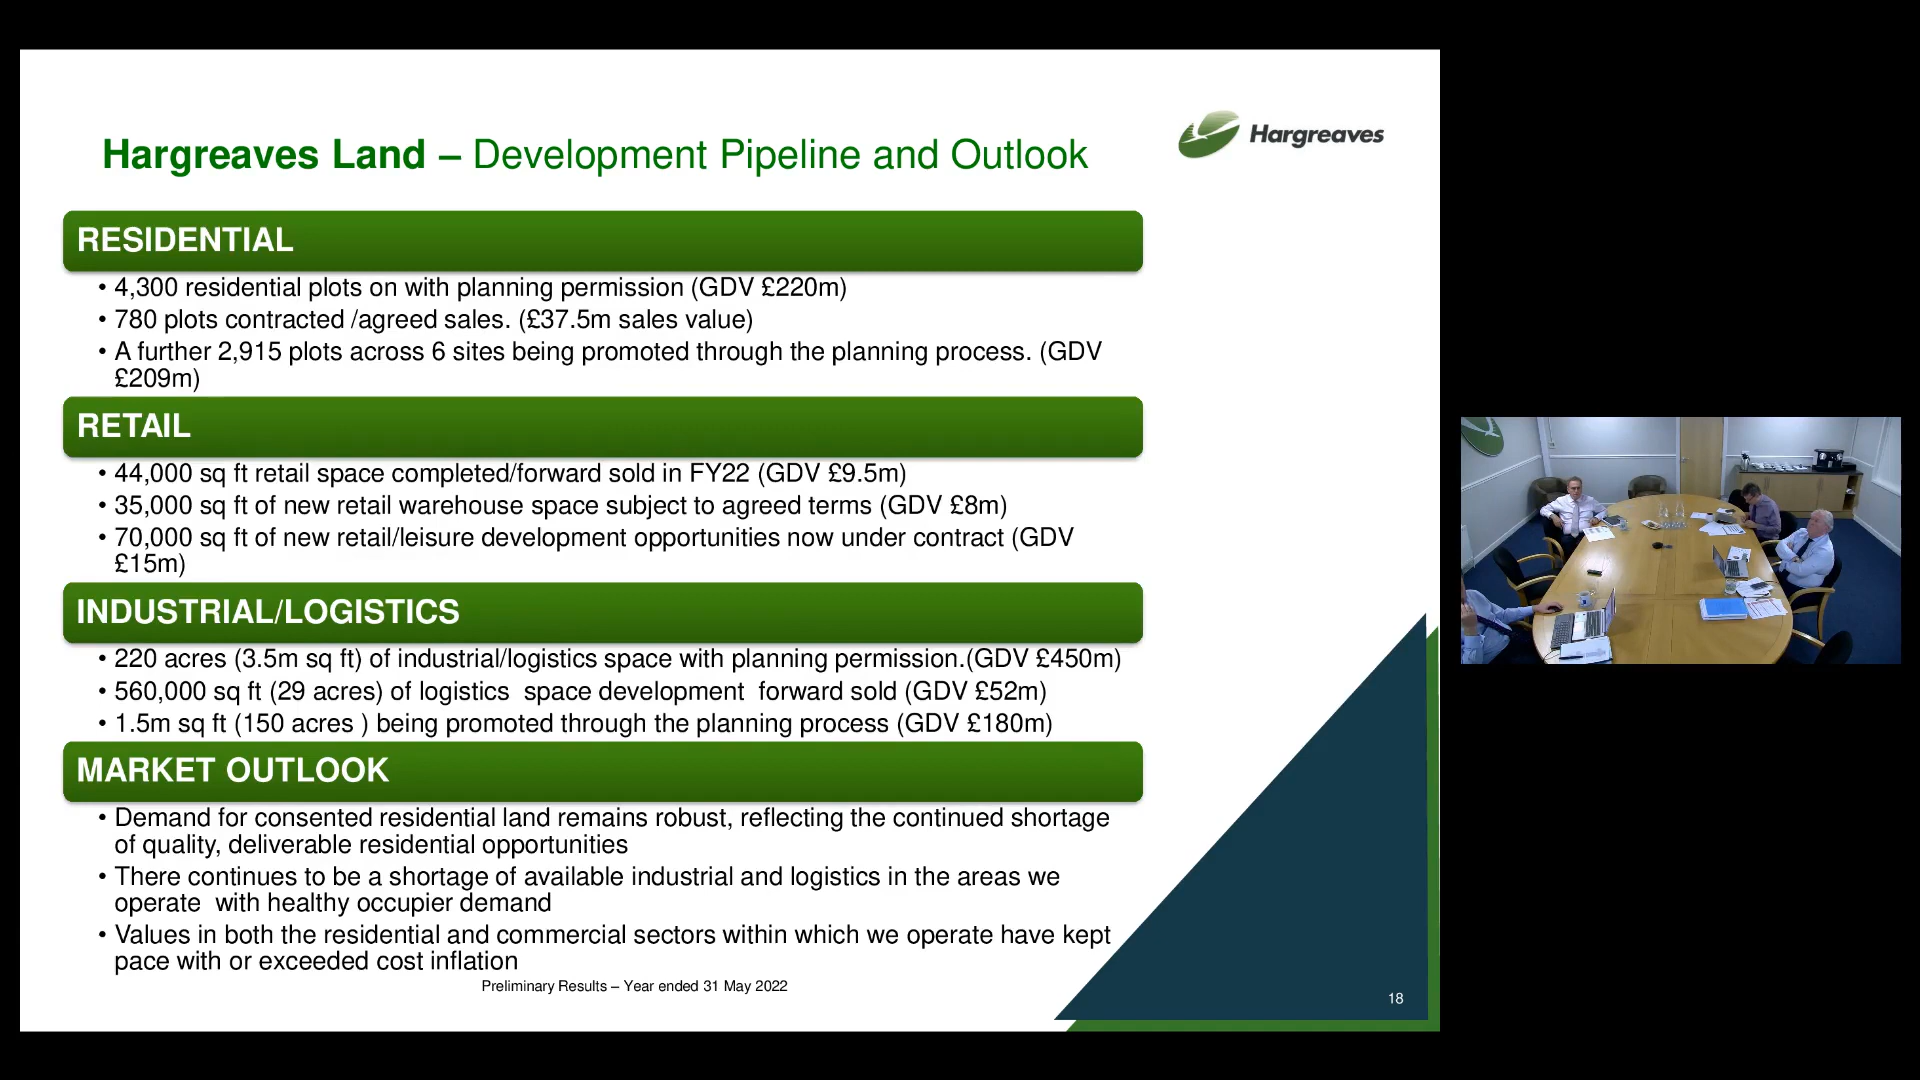 Hargreaves Land – Development Pipeline and Outlook
Hargreaves
RESIDENTIAL
• 4,300 residential plots on with planning permission (GDV £220m)
• 780 plots contracted /agreed sales. (£37.5m sales value)
• A further 2,915 plots across 6 sites being promoted through the planning process. (GDV
£209m)
RETAIL
• 44,000 sq ft retail space completed/forward sold in FY22 (GDV £9.5m)
• 35,000 sq ft of new retail warehouse space subject to agreed terms (GDV £8m)
• 70,000 sq ft of new retail/leisure development opportunities now under contract (GDV
£15m)
INDUSTRIAL/LOGISTICS
• 220 acres (3.5m sq ft) of industrial/logistics space with planning permission.(GDV £450m)
• 560,000 sq ft (29 acres) of logistics  space development  forward sold (GDV £52m)
• 1.5m sq ft (150 acres ) being promoted through the planning process (GDV £180m)
MARKET OUTLOOK
• Demand for consented residential land remains robust, reflecting the continued shortage
of quality, deliverable residential opportunities
• There continues to be a shortage of available industrial and logistics in the areas we
operate  with healthy occupier demand
• Values in both the residential and commercial sectors within which we operate have kept
pace with or exceeded cost inflation
Preliminary Results – Year ended 31 May 2022
18